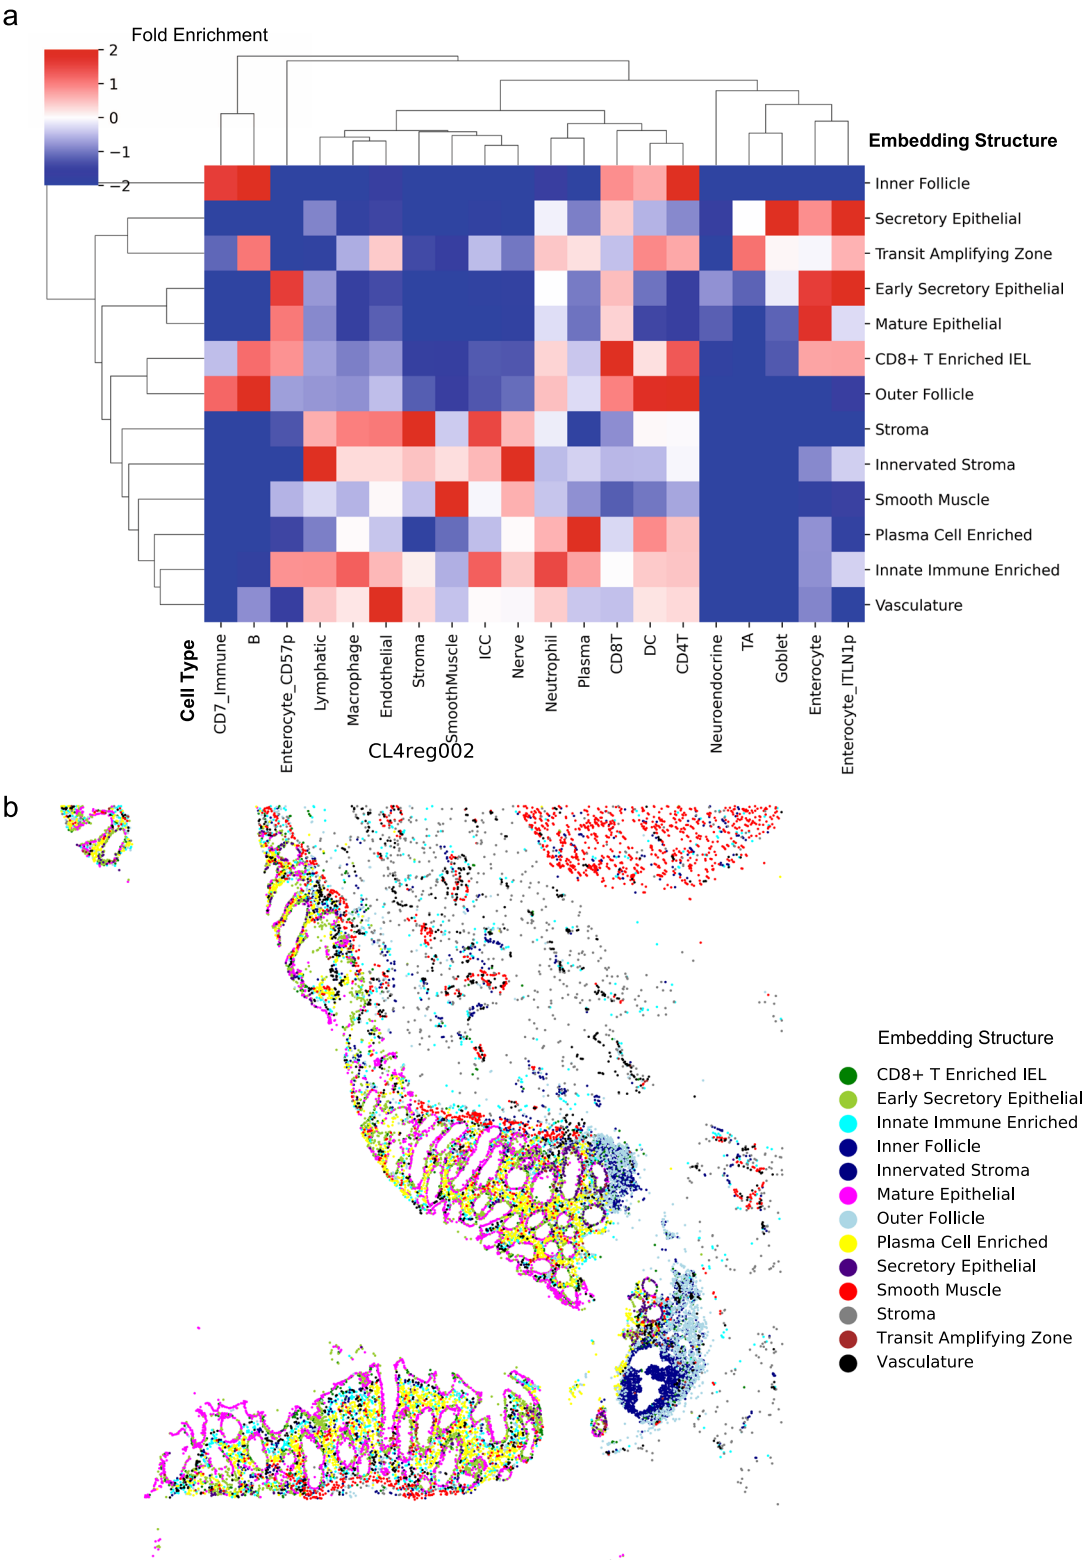 a
Fold Enrichment
2
1
0
−1
−2
Embedding Structure
Inner Follicle
Secretory Epithelial
Transit Amplifying Zone
Early Secretory Epithelial
Mature Epithelial
CD8+ T Enriched IEL
Outer Follicle
Stroma
Innervated Stroma
Smooth Muscle
Plasma Cell Enriched
Innate Immune Enriched
Vasculature
Cell Type
CD7_Immune
B
Enterocyte_CD57p
Lymphatic
Macrophage
Endothelial
Stroma
SmoothMuscle
ICC
Nerve
Neutrophil
Plasma
CD8T
DC
CD4T
Neuroendocrine
TA
Goblet
Enterocyte
Enterocyte_ITLN1p
CL4reg002
b
Embedding Structure
CD8+ T Enriched IEL
Early Secretory Epithelial
Innate Immune Enriched
Inner Follicle
Innervated Stroma
Mature Epithelial
Outer Follicle
Plasma Cell Enriched
Secretory Epithelial
Smooth Muscle
Stroma
Transit Amplifying Zone
Vasculature